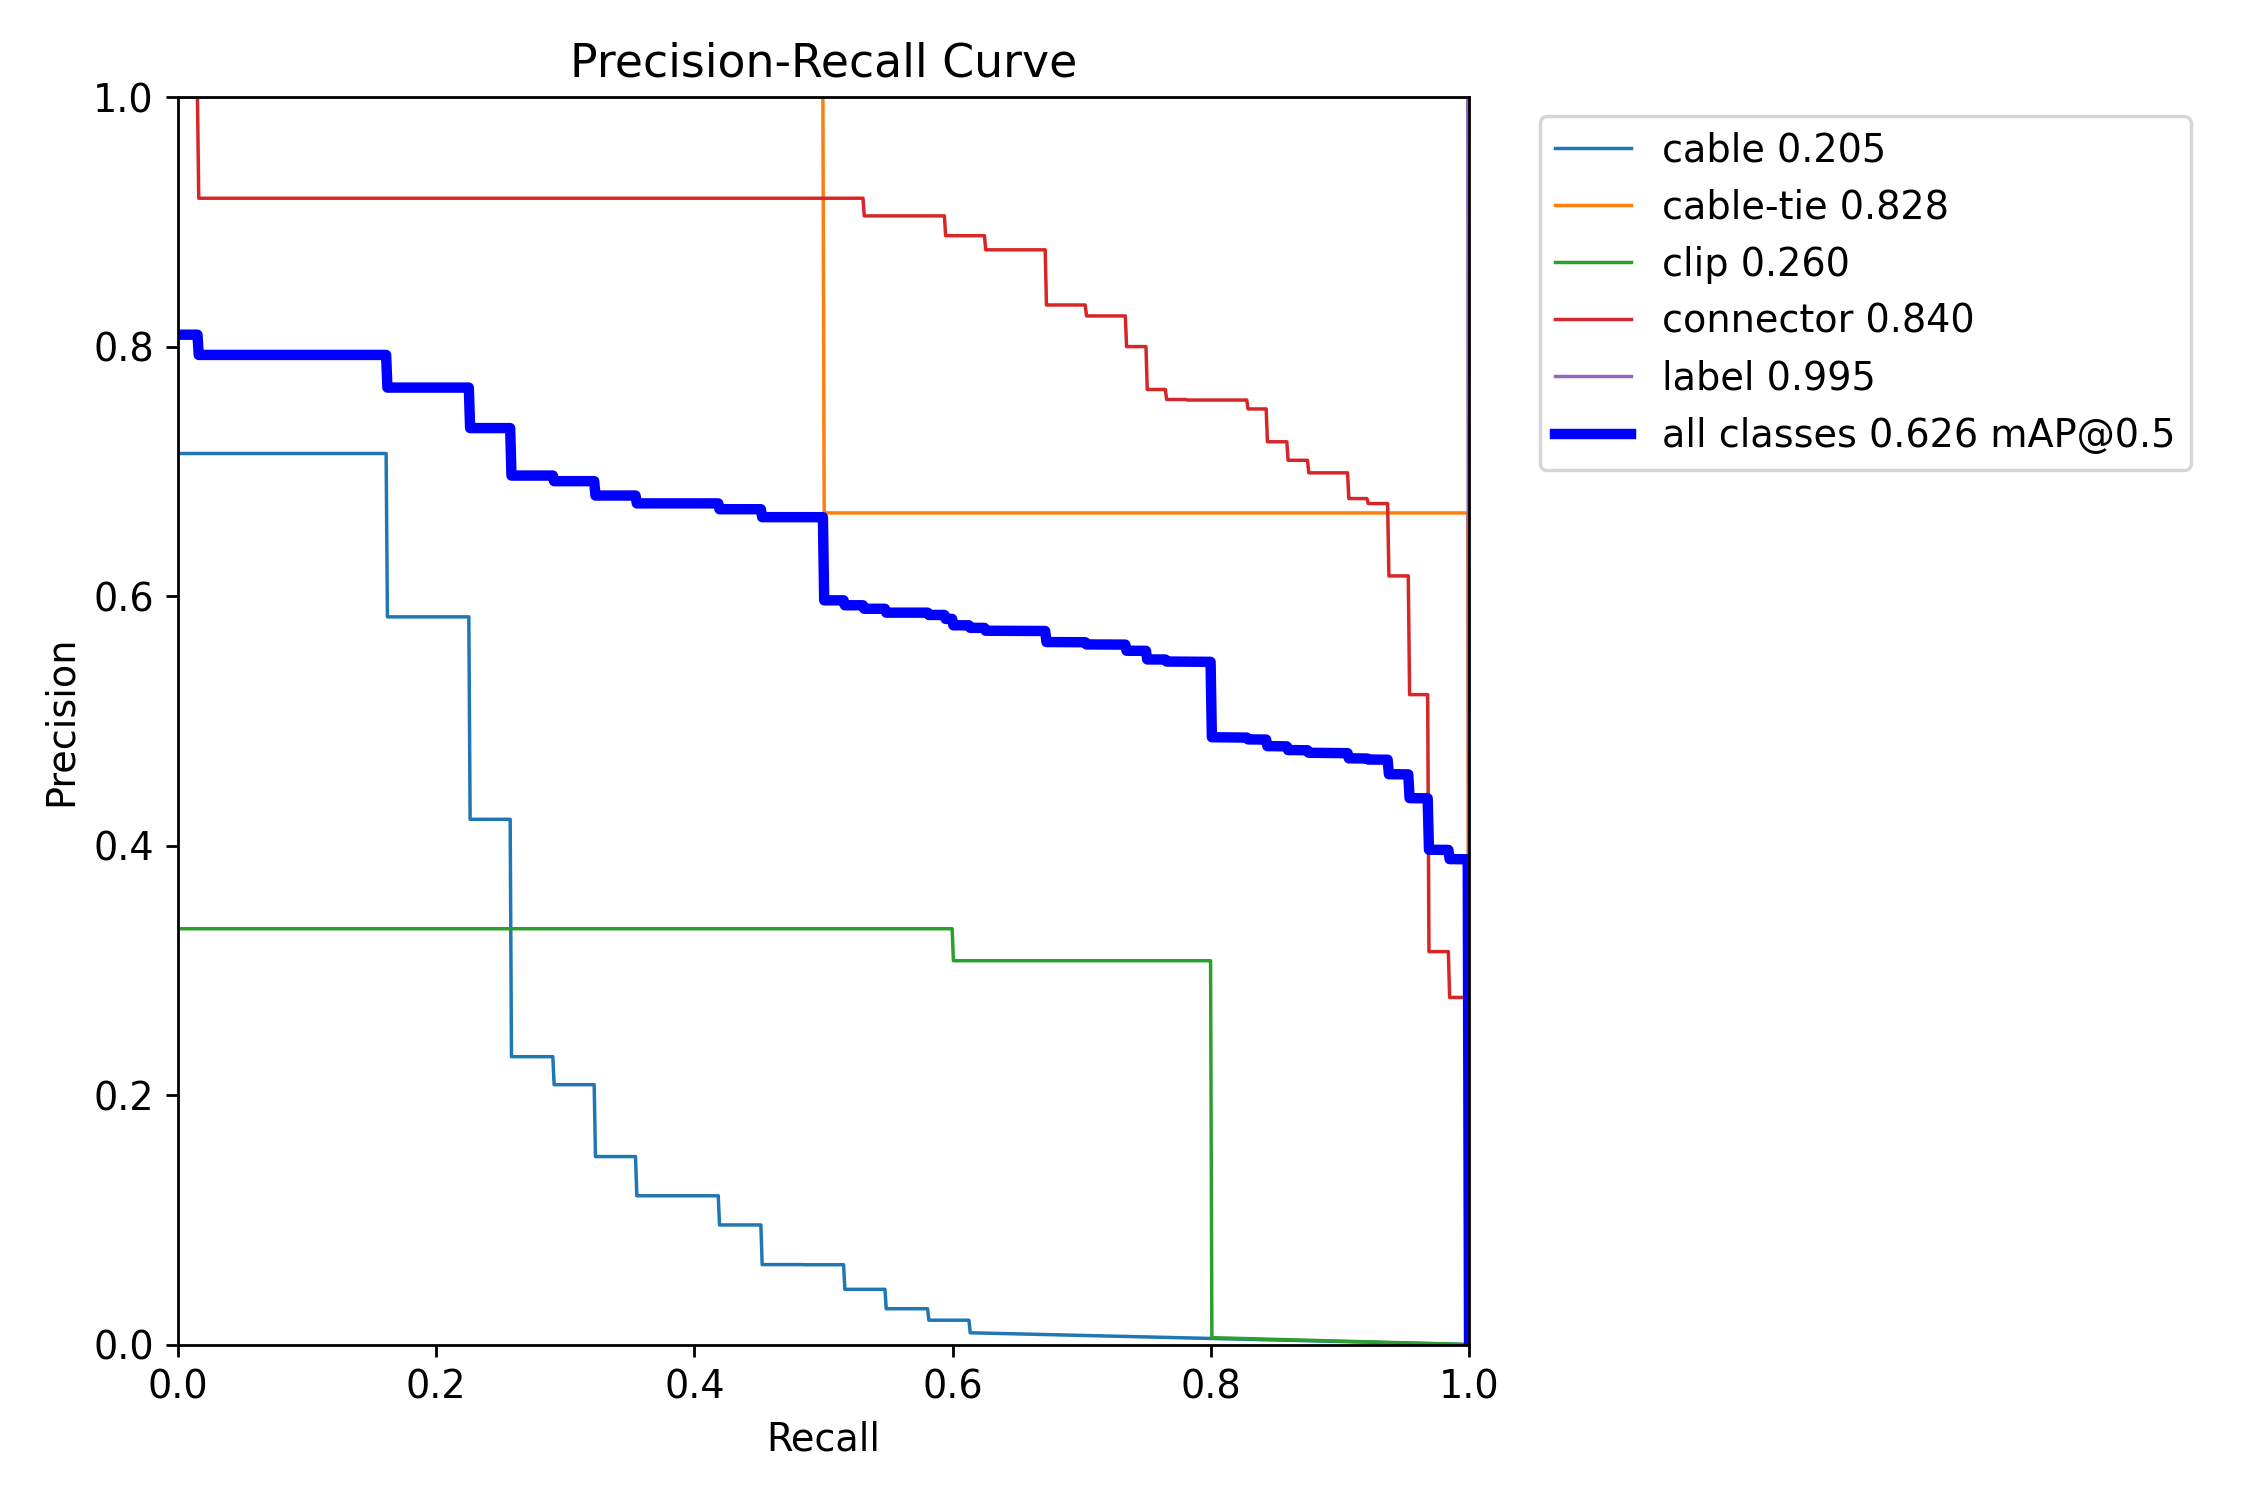 Precision-Recall Curve
1.0
0.8
0.6
0.4
0.2
0.0
Precision
0.0 0.2 0.4 0.6 0.8 1.0
Recall
cable 0.205
cable-tie 0.828
clip 0.260
connector 0.840
label 0.995
all classes 0.626 mAP@0.5